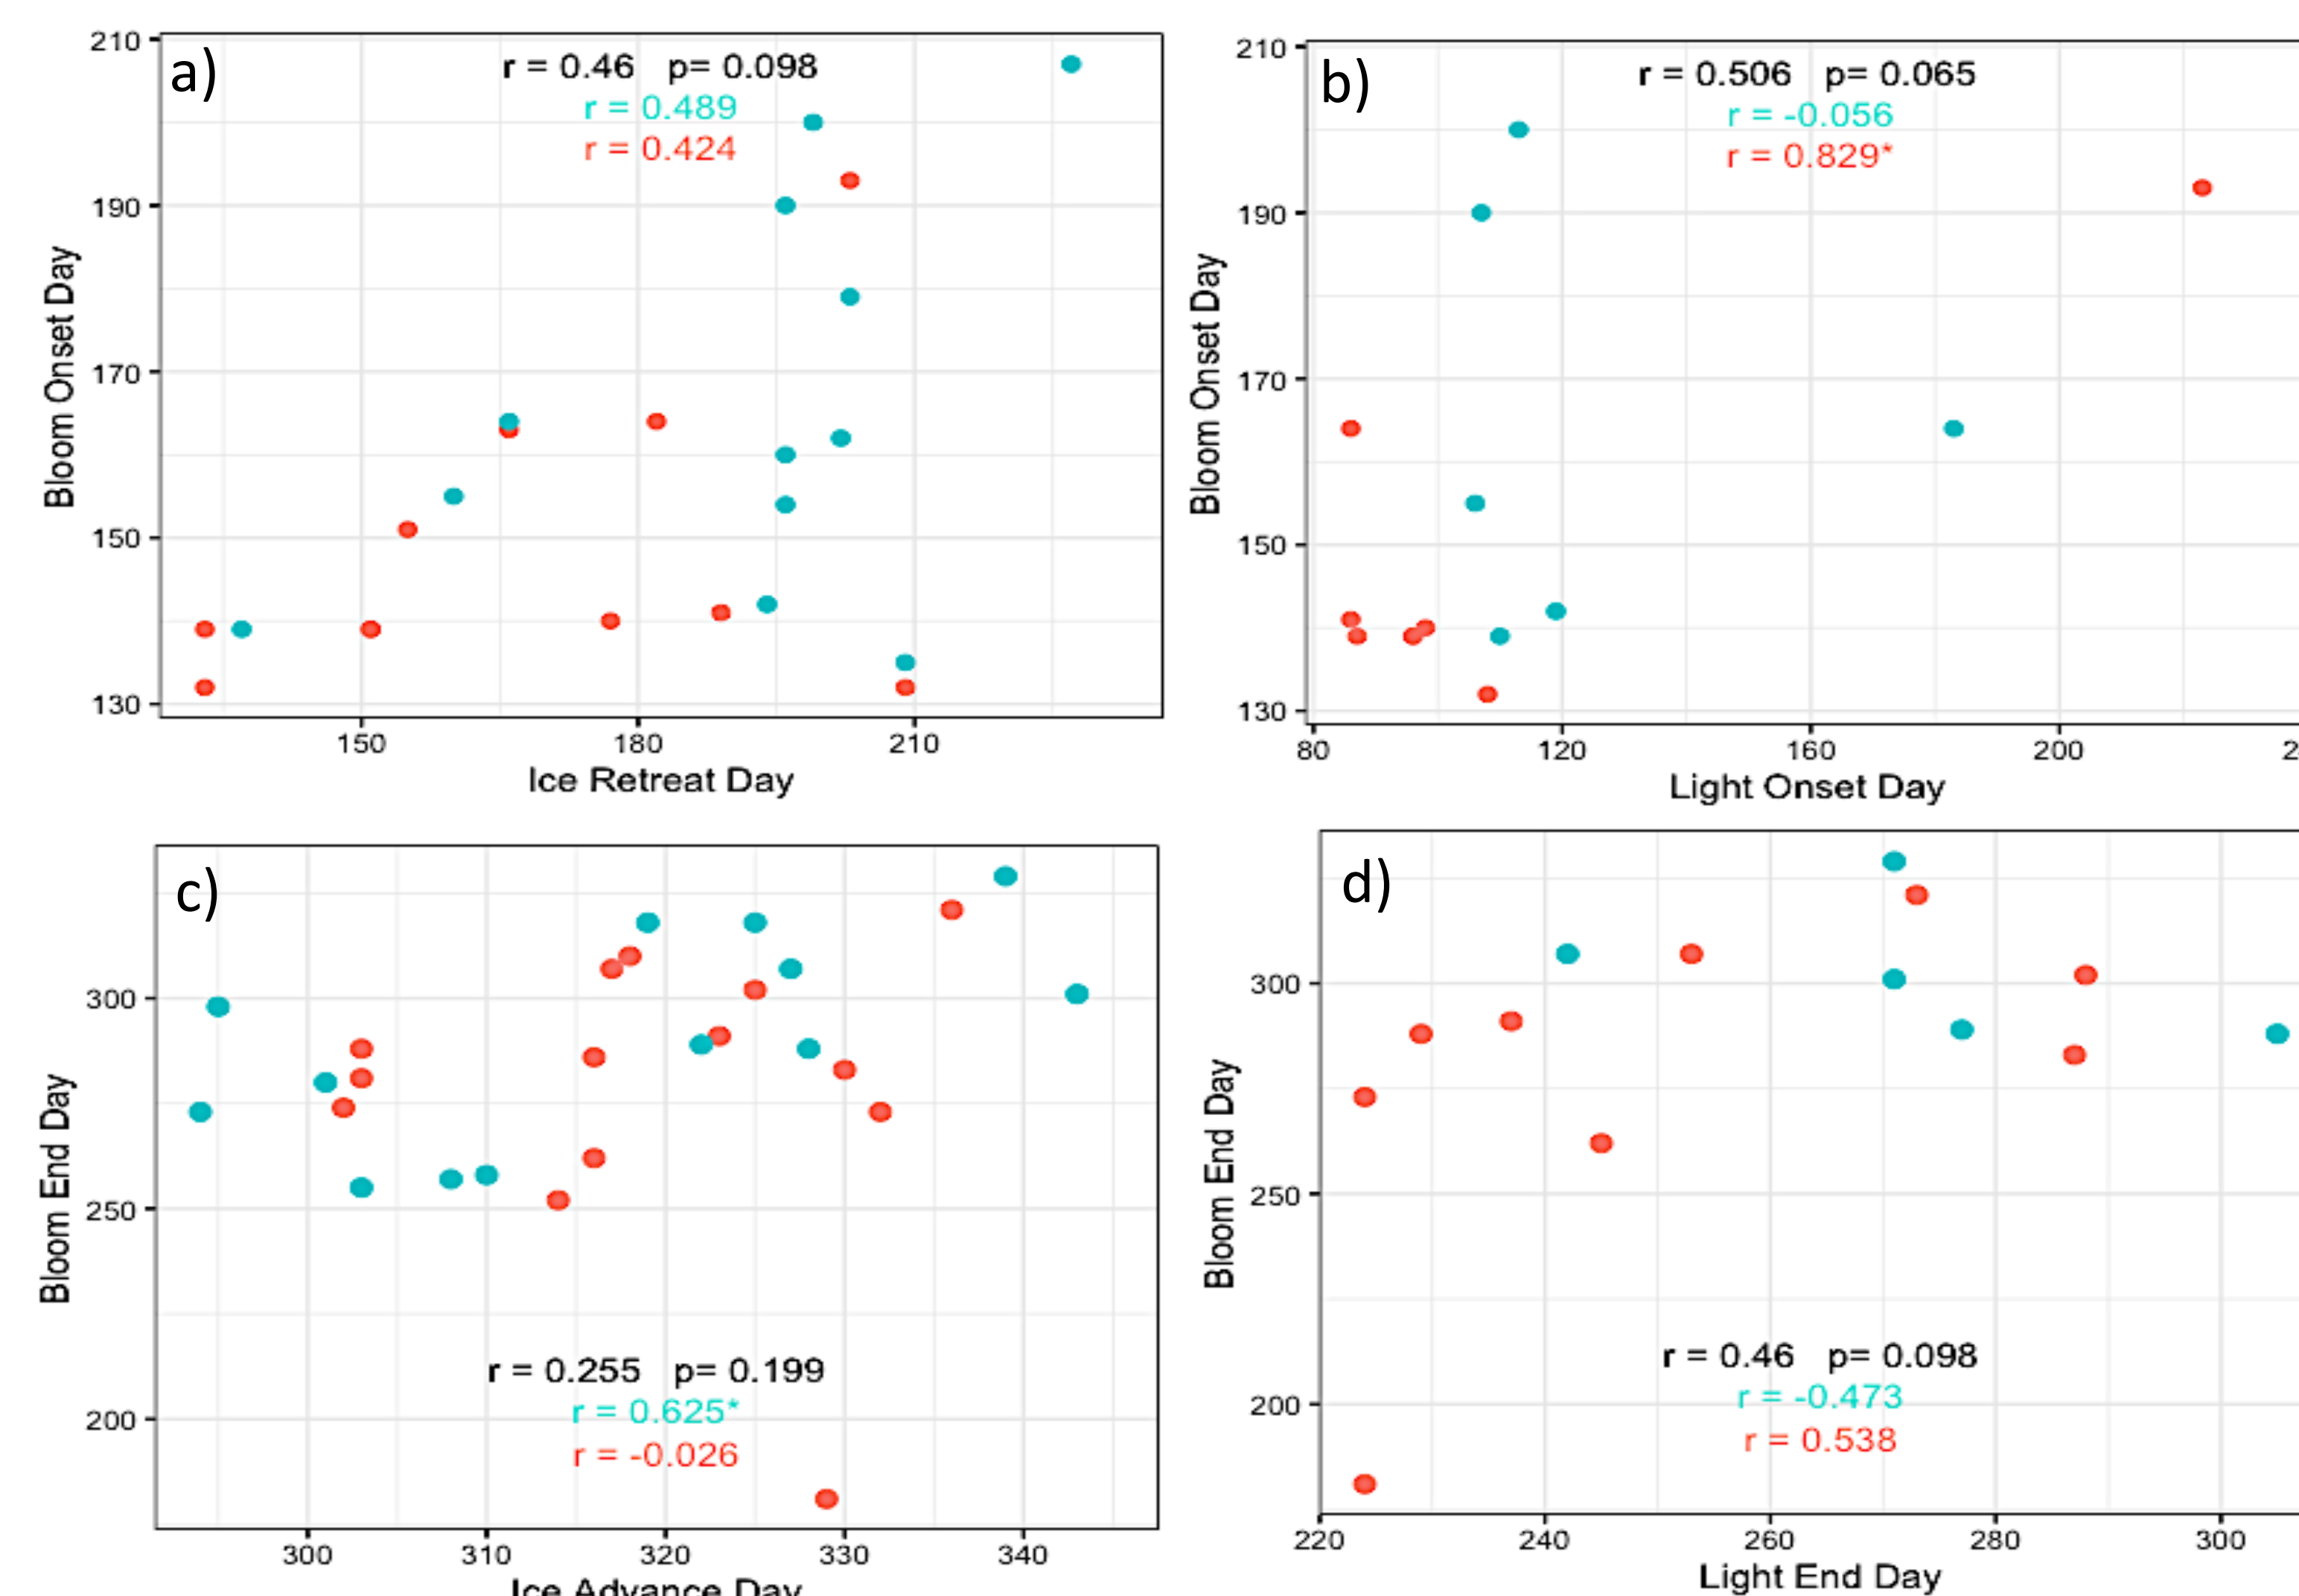 a)
r = 0.46 p= 0.098
r = 0.489
r = 0.424
210
190
170
150
130
Bloom Onset Day
150 180 210
Ice Retreat Day
b)
r = 0.506 p= 0.065
r = -0.056
r = 0.829*
210
190
170
150
130
Bloom Onset Day
80 120 160 200
Light Onset Day
c)
300
250
200
Bloom End Day
r = 0.255 p= 0.199
r = 0.625*
r = -0.026
300 310 320 330 340
Ice Advance Day
d)
300
250
200
Bloom End Day
r = 0.46 p= 0.098
r = -0.473
r = 0.538
220 240 260 280 300
Light End Day